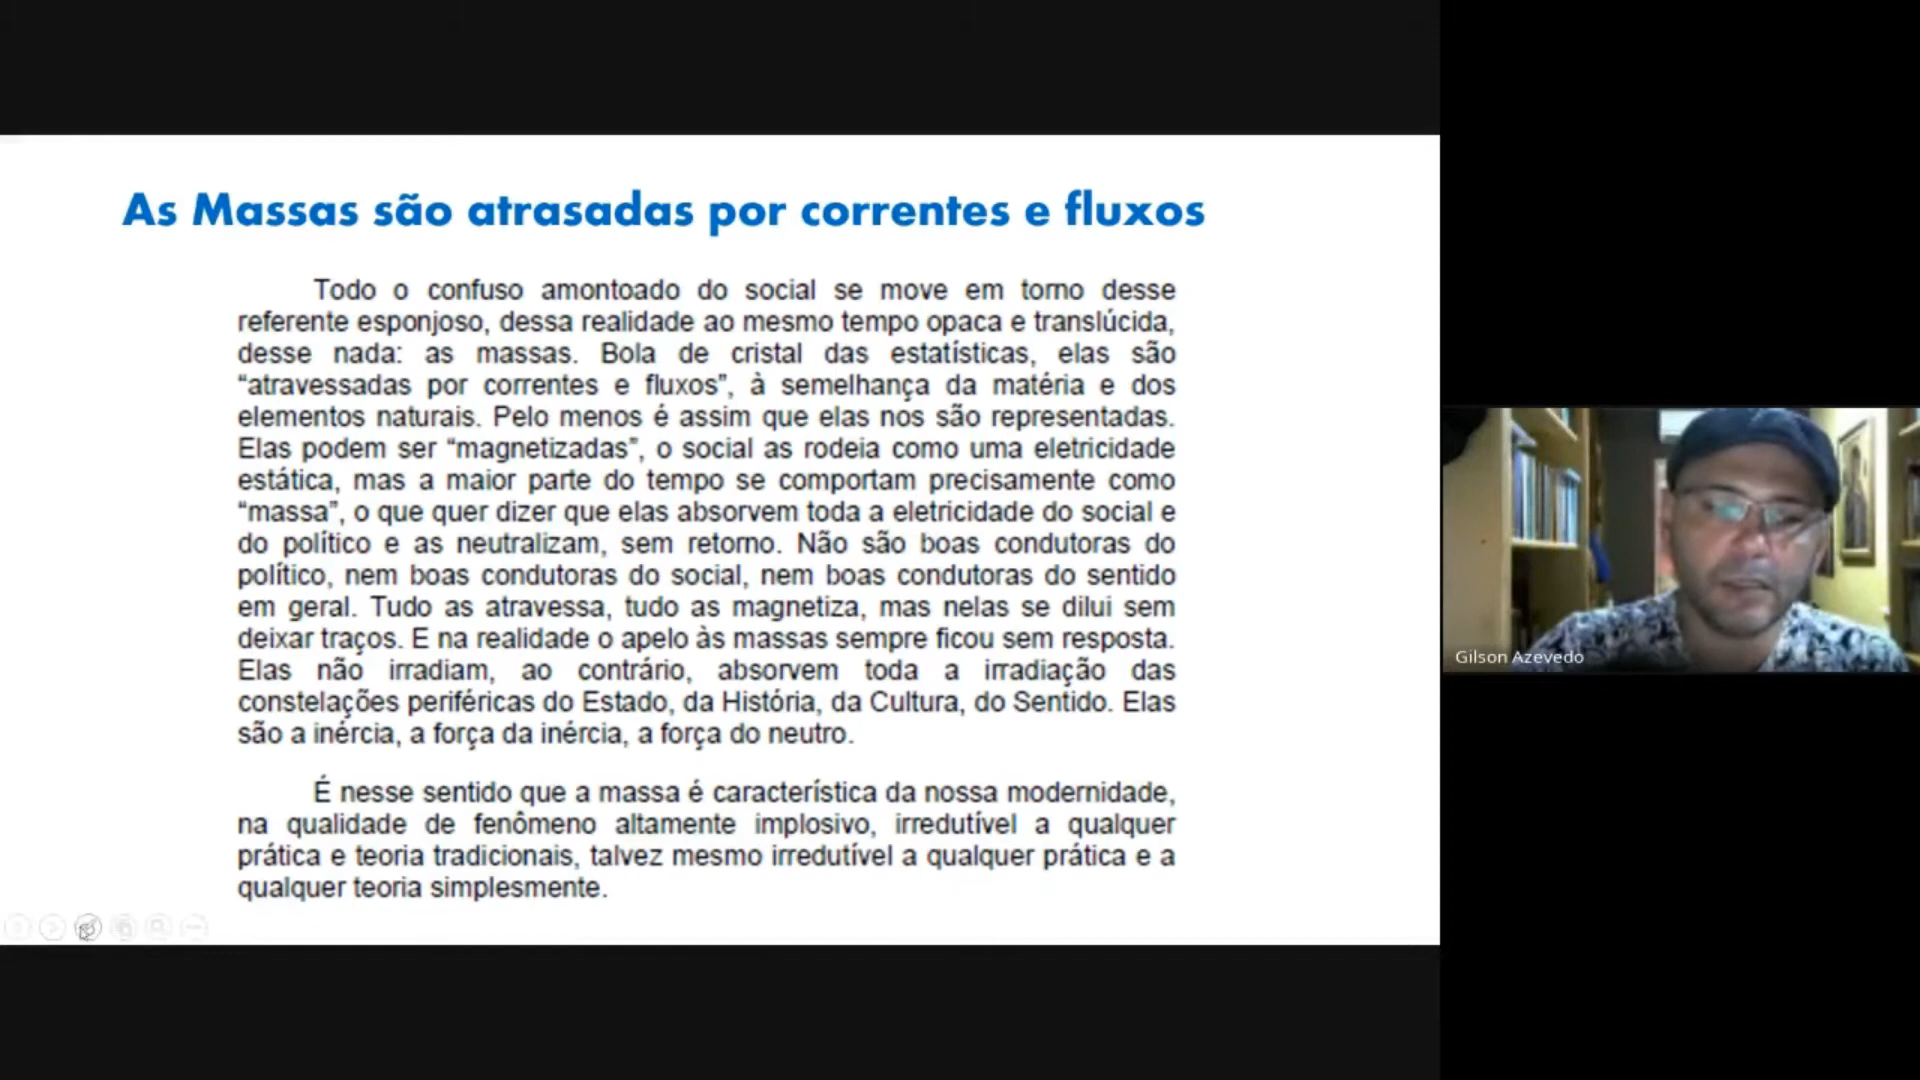 As Massas são atrasadas por correntes e fluxos
Todo o confuso amontoado do social se move em torno desse
referente esponjoso, dessa realidade ao mesmo tempo opaca e translúcida,
desse nada: as massas. Bola de cristal das estatísticas, elas são
“atravessadas por correntes e fluxos”, à semelhança da matéria e dos
elementos naturais. Pelo menos é assim que elas nos são representadas.
Elas podem ser “magnetizadas”, o social as rodeia como uma eletricidade
estática, mas a maior parte do tempo se comportam precisamente como
“massa”, o que quer dizer que elas absorvem toda a eletricidade do social e
do político e as neutralizam, sem retorno. Não são boas condutoras do
político, nem boas condutoras do social, nem boas condutoras do sentido
em geral. Tudo as atravessa, tudo as magnetiza, mas nelas se dilui sem
deixar traços. E na realidade o apelo às massas sempre ficou sem resposta.
Elas não irradiam, ao contrário, absorvem toda a irradiação das
constelações periféricas do Estado, da História, da Cultura, do Sentido. Elas
são a inércia, a força da inércia, a força do neutro.
É nesse sentido que a massa é característica da nossa modernidade,
na qualidade de fenômeno altamente implosivo, irredutível a qualquer
prática e teoria tradicionais, talvez mesmo irredutível a qualquer prática e a
qualquer teoria simplesmente.
Gilson Azevedo